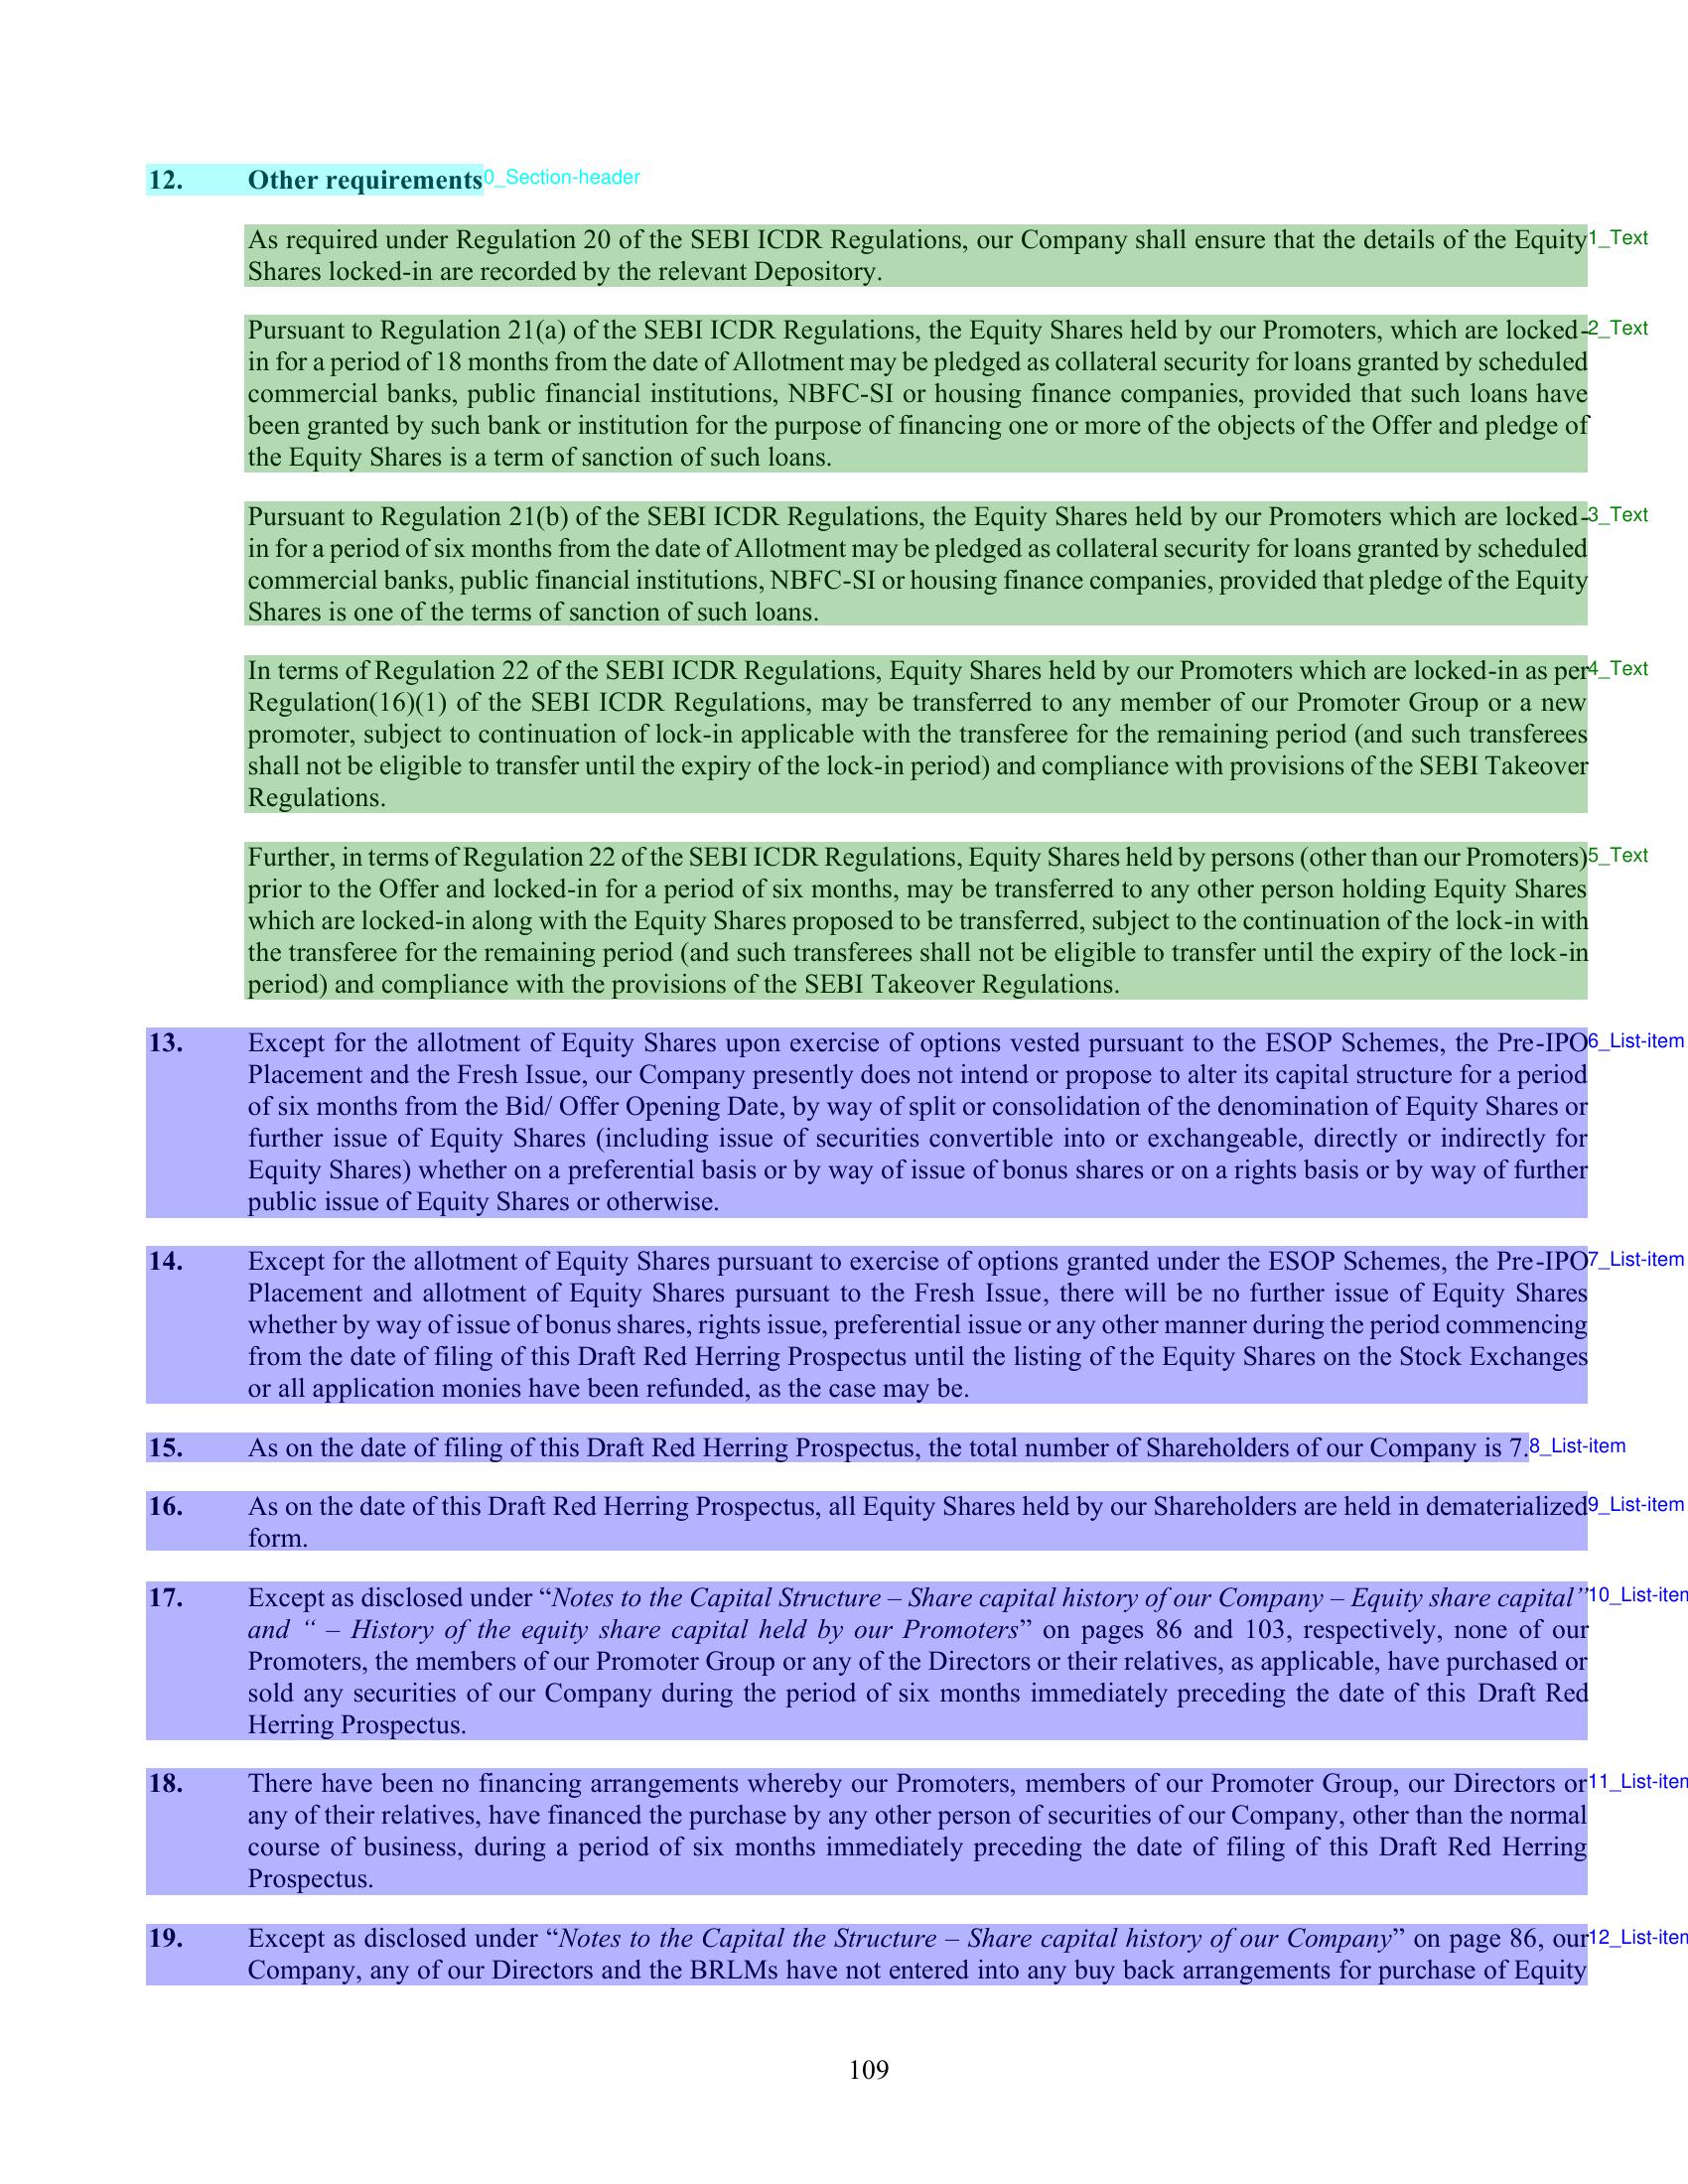 12. Other requirements 0_Section-header
As required under Regulation 20 of the SEBI ICDR Regulations, our Company shall ensure that the details of the Equity 1_Text
Shares locked-in are recorded by the relevant Depository.
Pursuant to Regulation 21(a) of the SEBI ICDR Regulations, the Equity Shares held by our Promoters, which are locked- 2_Text
in for a period of 18 months from the date of Allotment may be pledged as collateral security for loans granted by scheduled
commercial banks, public financial institutions, NBFC-SI or housing finance companies, provided that such loans have
been granted by such bank or institution for the purpose of financing one or more of the objects of the Offer and pledge of
the Equity Shares is a term of sanction of such loans.
Pursuant to Regulation 21(b) of the SEBI ICDR Regulations, the Equity Shares held by our Promoters which are locked- 3_Text
in for a period of six months from the date of Allotment may be pledged as collateral security for loans granted by scheduled
commercial banks, public financial institutions, NBFC-SI or housing finance companies, provided that pledge of the Equity
Shares is one of the terms of sanction of such loans.
In terms of Regulation 22 of the SEBI ICDR Regulations, Equity Shares held by our Promoters which are locked-in as per 4_Text
Regulation(16)(1) of the SEBI ICDR Regulations, may be transferred to any member of our Promoter Group or a new
promoter, subject to continuation of lock-in applicable with the transferee for the remaining period (and such transferees
shall not be eligible to transfer until the expiry of the lock-in period) and compliance with provisions of the SEBI Takeover
Regulations.
Further, in terms of Regulation 22 of the SEBI ICDR Regulations, Equity Shares held by persons (other than our Promoters) 5_Text
prior to the Offer and locked-in for a period of six months, may be transferred to any other person holding Equity Shares
which are locked-in along with the Equity Shares proposed to be transferred, subject to the continuation of the lock-in with
the transferee for the remaining period (and such transferees shall not be eligible to transfer until the expiry of the lock-in
period) and compliance with the provisions of the SEBI Takeover Regulations.
13. Except for the allotment of Equity Shares upon exercise of options vested pursuant to the ESOP Schemes, the Pre-IPO 6_List-item
Placement and the Fresh Issue, our Company presently does not intend or propose to alter its capital structure for a period
of six months from the Bid/ Offer Opening Date, by way of split or consolidation of the denomination of Equity Shares or
further issue of Equity Shares (including issue of securities convertible into or exchangeable, directly or indirectly for
Equity Shares) whether on a preferential basis or by way of issue of bonus shares or on a rights basis or by way of further
public issue of Equity Shares or otherwise.
14. Except for the allotment of Equity Shares pursuant to exercise of options granted under the ESOP Schemes, the Pre-IPO 7_List-item
Placement and allotment of Equity Shares pursuant to the Fresh Issue, there will be no further issue of Equity Shares
whether by way of issue of bonus shares, rights issue, preferential issue or any other manner during the period commencing
from the date of filing of this Draft Red Herring Prospectus until the listing of the Equity Shares on the Stock Exchanges
or all application monies have been refunded, as the case may be.
15. As on the date of filing of this Draft Red Herring Prospectus, the total number of Shareholders of our Company is 7. 8_List-item
16. As on the date of this Draft Red Herring Prospectus, all Equity Shares held by our Shareholders are held in dematerialized 9_List-item
form.
17. Except as disclosed under “Notes to the Capital Structure – Share capital history of our Company – Equity share capital” 10_List-item
and “ – History of the equity share capital held by our Promoters” on pages 86 and 103, respectively, none of our
Promoters, the members of our Promoter Group or any of the Directors or their relatives, as applicable, have purchased or
sold any securities of our Company during the period of six months immediately preceding the date of this Draft Red
Herring Prospectus.
18. There have been no financing arrangements whereby our Promoters, members of our Promoter Group, our Directors or 11_List-item
any of their relatives, have financed the purchase by any other person of securities of our Company, other than the normal
course of business, during a period of six months immediately preceding the date of filing of this Draft Red Herring
Prospectus.
19. Except as disclosed under “Notes to the Capital the Structure – Share capital history of our Company” on page 86, our 12_List-item
Company, any of our Directors and the BRLMs have not entered into any buy back arrangements for purchase of Equity
109